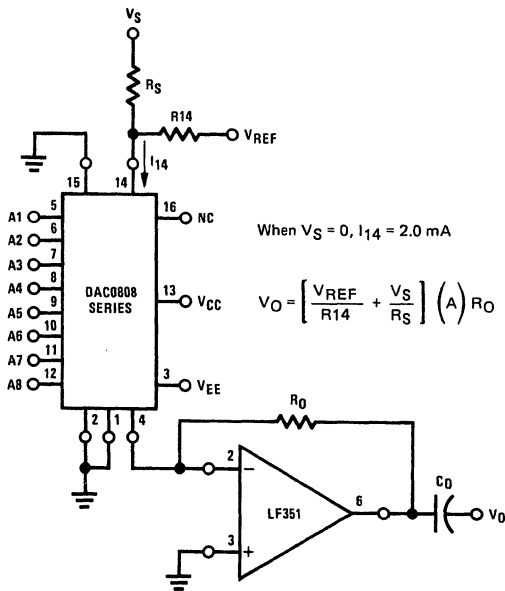 VS
RS
R14
VREF
I14
15
14
A1 5
A2 6
A3 7
A4 8
A5 9
A6 10
A7 11
A8 12
DAC0808
SERIES
16 NC
13 VCC
3 VEE
2 1 4
When VS = 0, I14 = 2.0 mA
VO = [ VREF / R14 + VS / RS ] (A) RO
RO
2 −
LF351
6
3 +
CO
VO